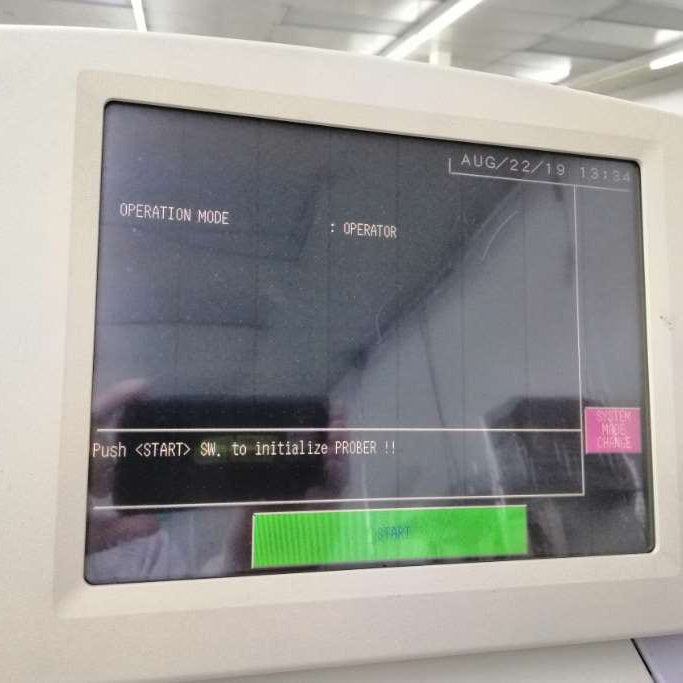 AUG/22/19 13:34
OPERATION MODE : OPERATOR
SYSTEM
MODE
CHANGE
Push <START> SW. to initialize PROBER !!
START